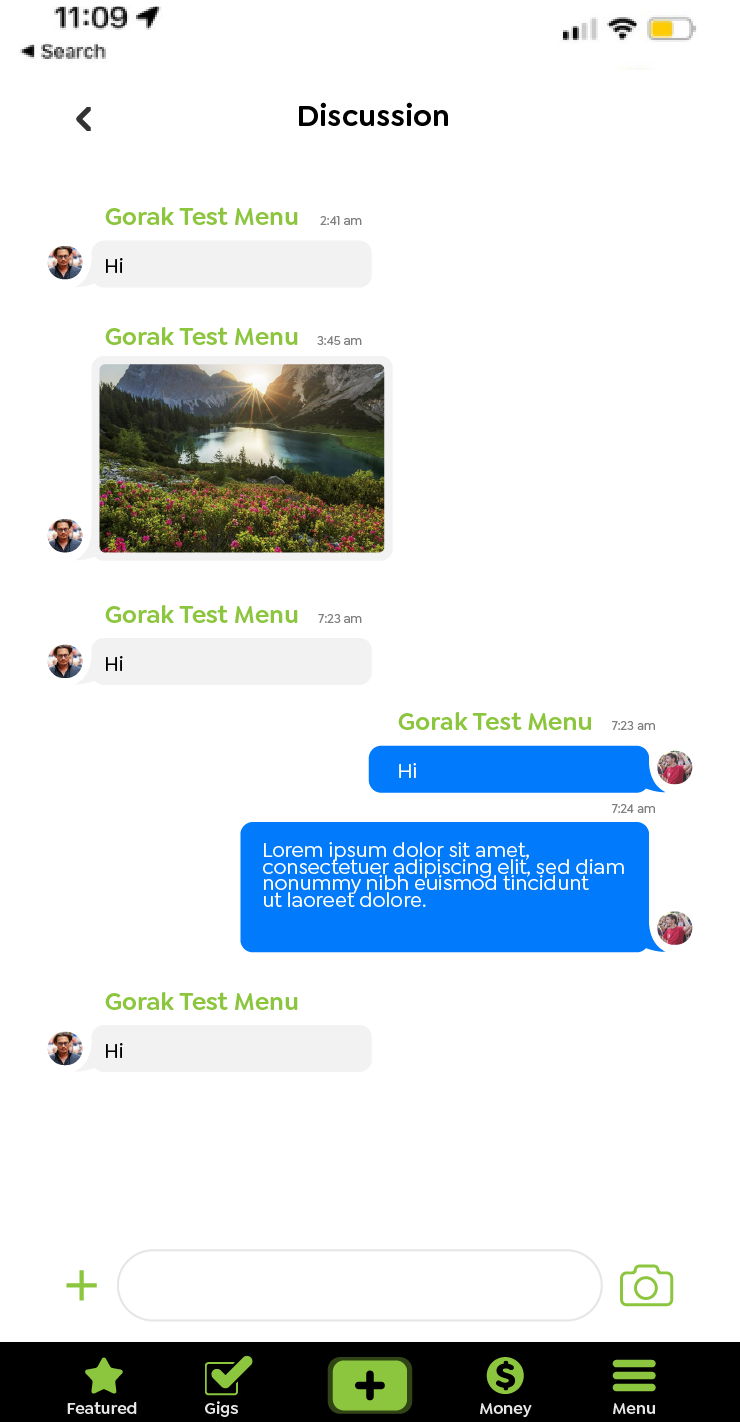 11:09
Search
Discussion
Gorak Test Menu 2:41 am
Hi
Gorak Test Menu 3:45 am
Gorak Test Menu 7:23 am
Hi
Gorak Test Menu 7:23 am
Hi
7:24 am
Lorem ipsum dolor sit amet,
consectetuer adipiscing elit, sed diam
nonummy nibh euismod tincidunt
ut laoreet dolore.
Gorak Test Menu
Hi
Featured Gigs Money Menu